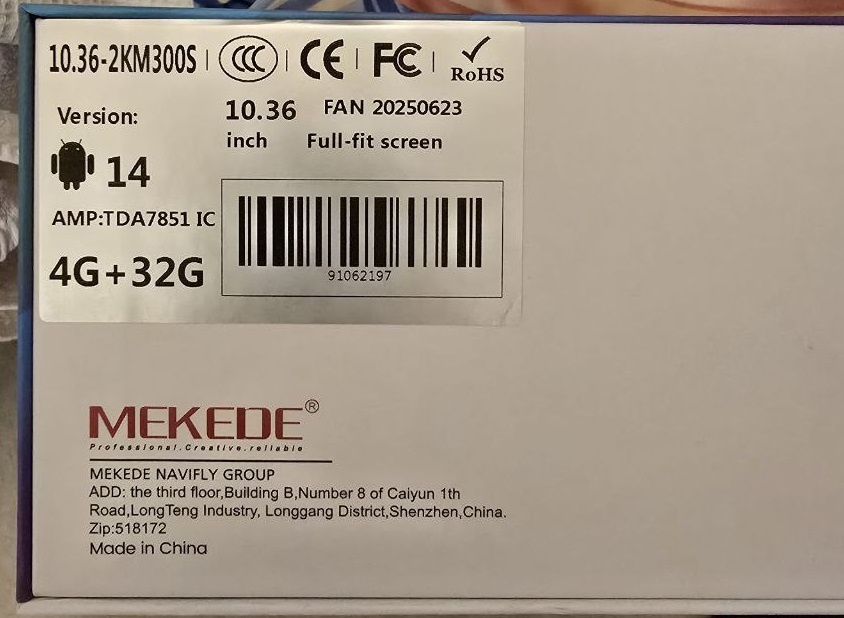 10.36-2KM300S | CCC | CE | FC | RoHS
Version: 10.36 FAN 20250623
inch Full-fit screen
14
AMP:TDA7851 IC
4G+32G
91062197
MEKEDE®
Professional.Creative.reliable
MEKEDE NAVIFLY GROUP
ADD: the third floor,Building B,Number 8 of Caiyun 1th
Road,LongTeng Industry, Longgang District,Shenzhen,China.
Zip:518172
Made in China